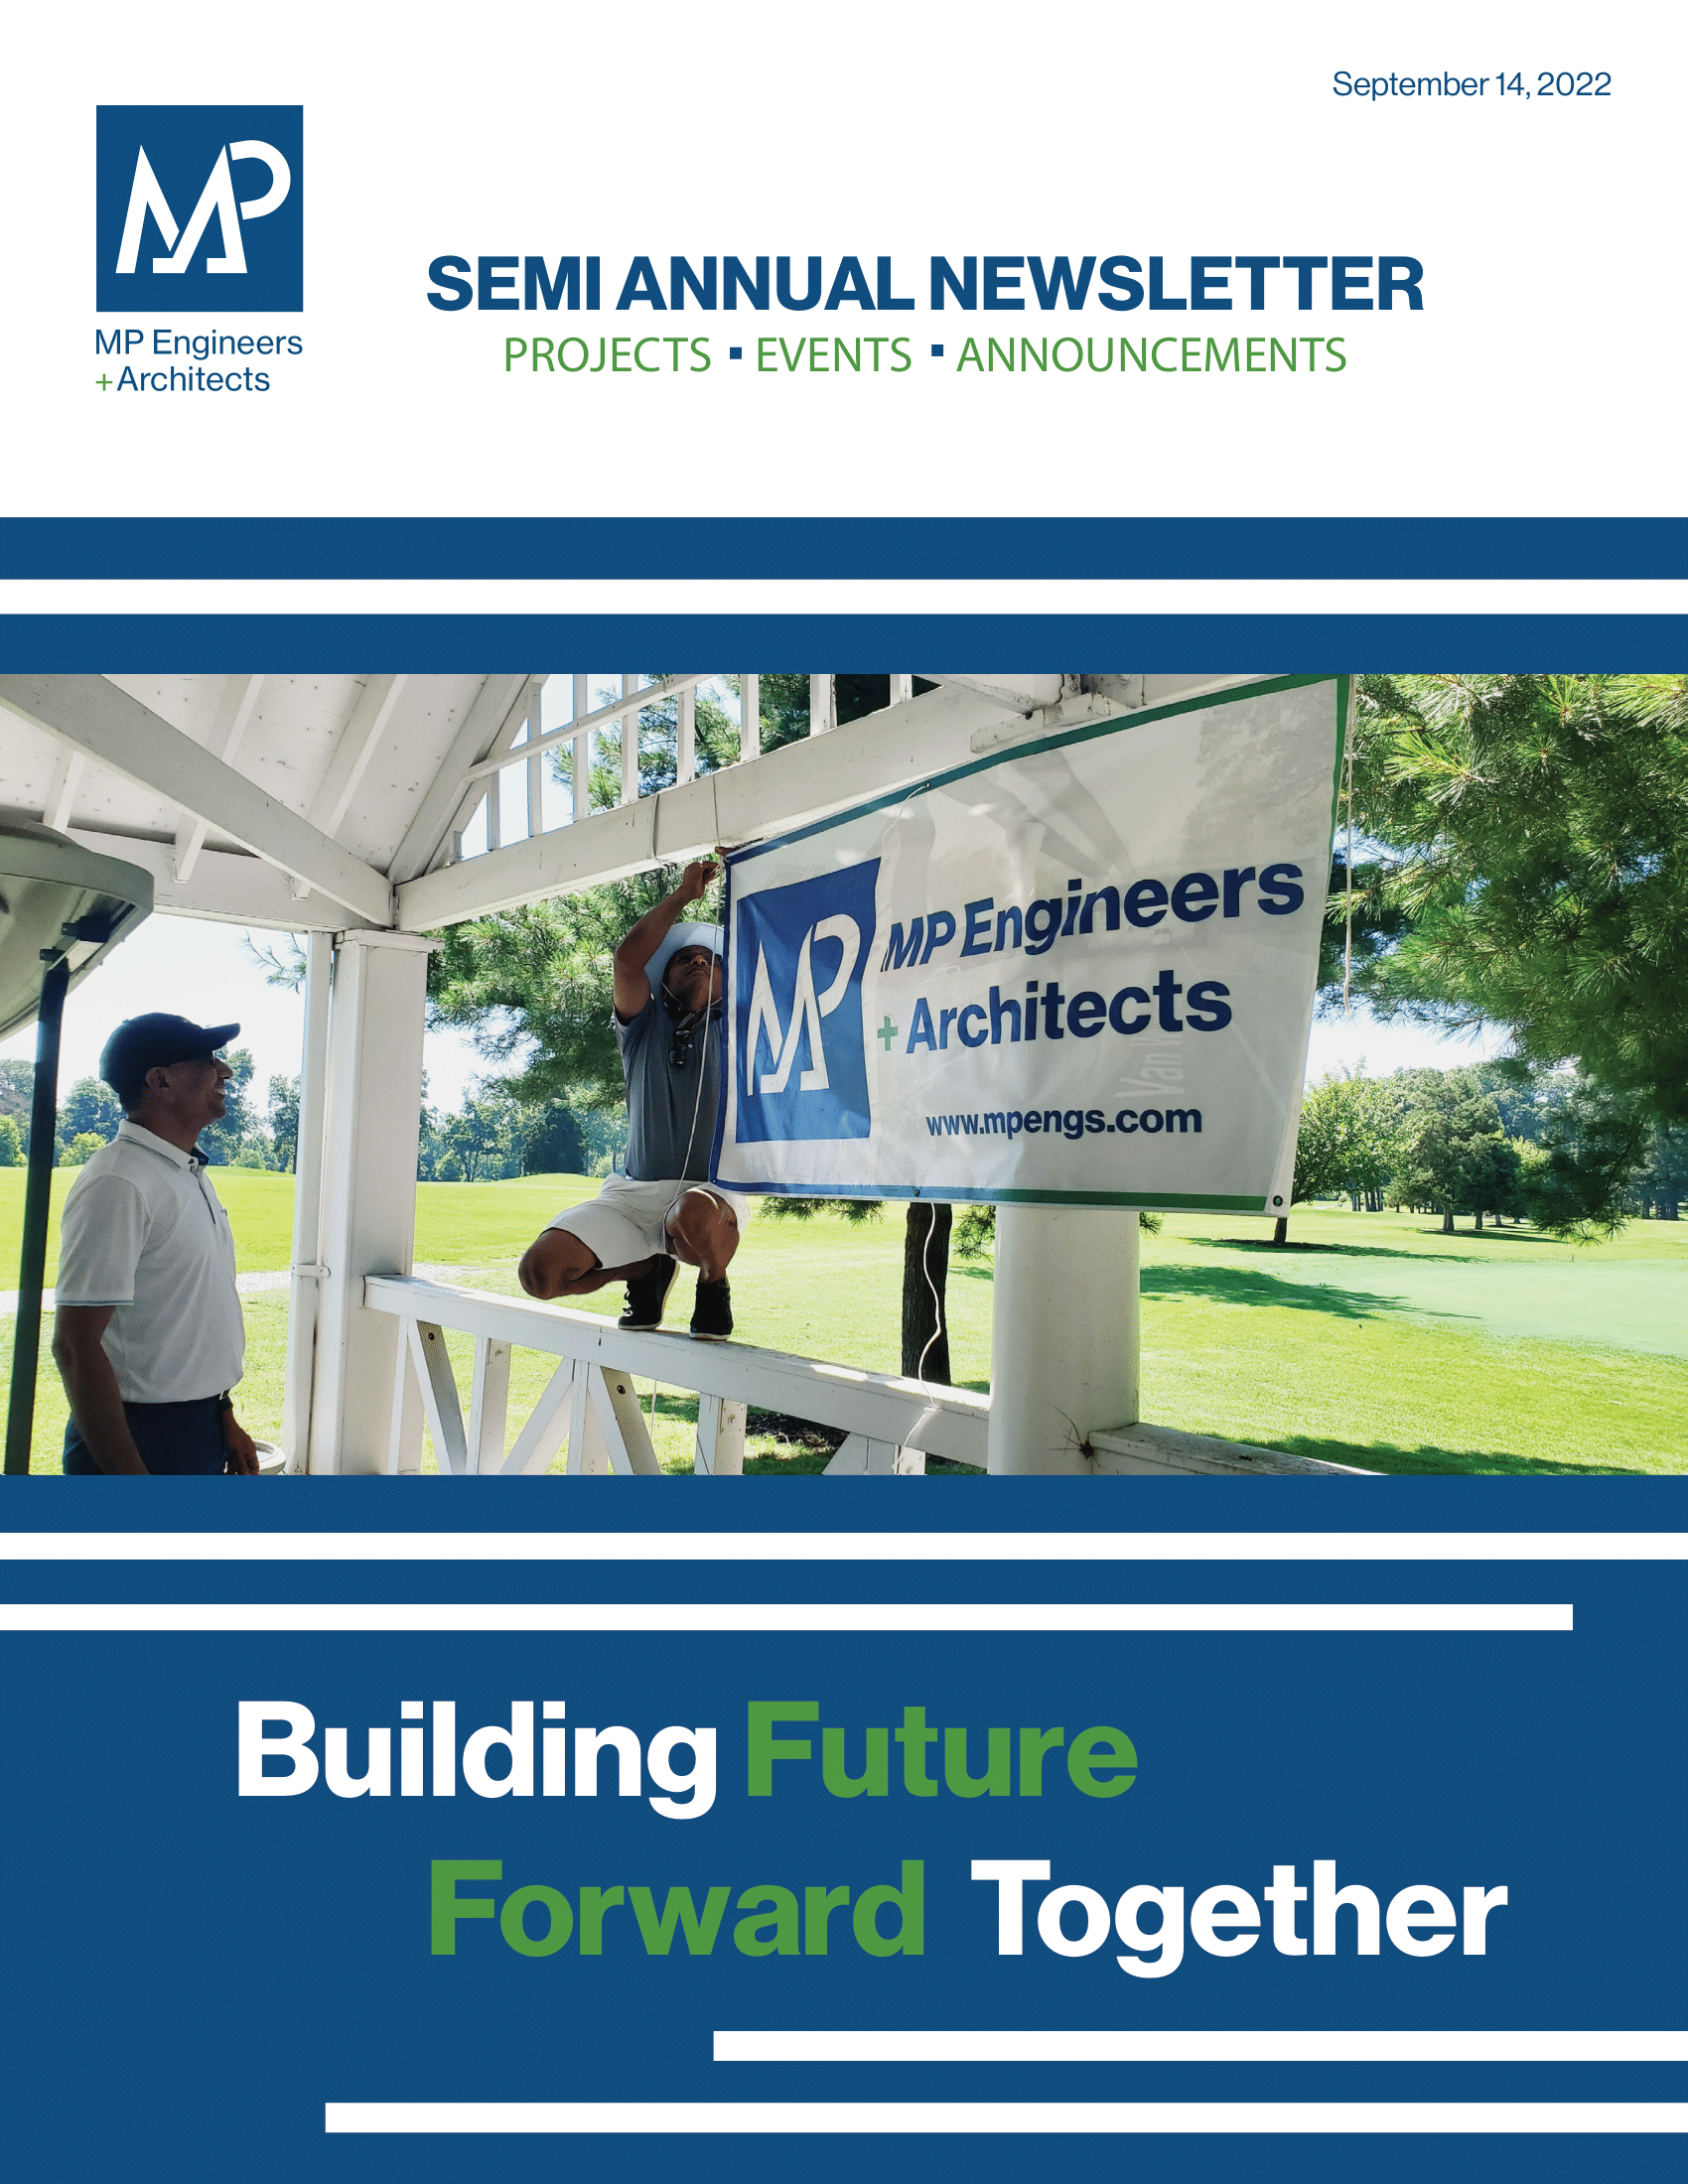 September 14, 2022
MP
MP Engineers
+Architects
SEMI ANNUAL NEWSLETTER
PROJECTS ▪ EVENTS ▪ ANNOUNCEMENTS
MP
MP Engineers
+ Architects
www.mpengs.com
Building Future
Forward Together